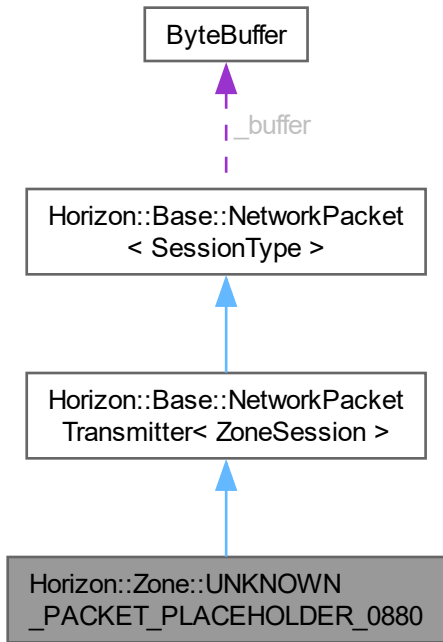 ByteBuffer
_buffer
Horizon::Base::NetworkPacket
< SessionType >
Horizon::Base::NetworkPacket
Transmitter< ZoneSession >
Horizon::Zone::UNKNOWN
_PACKET_PLACEHOLDER_0880